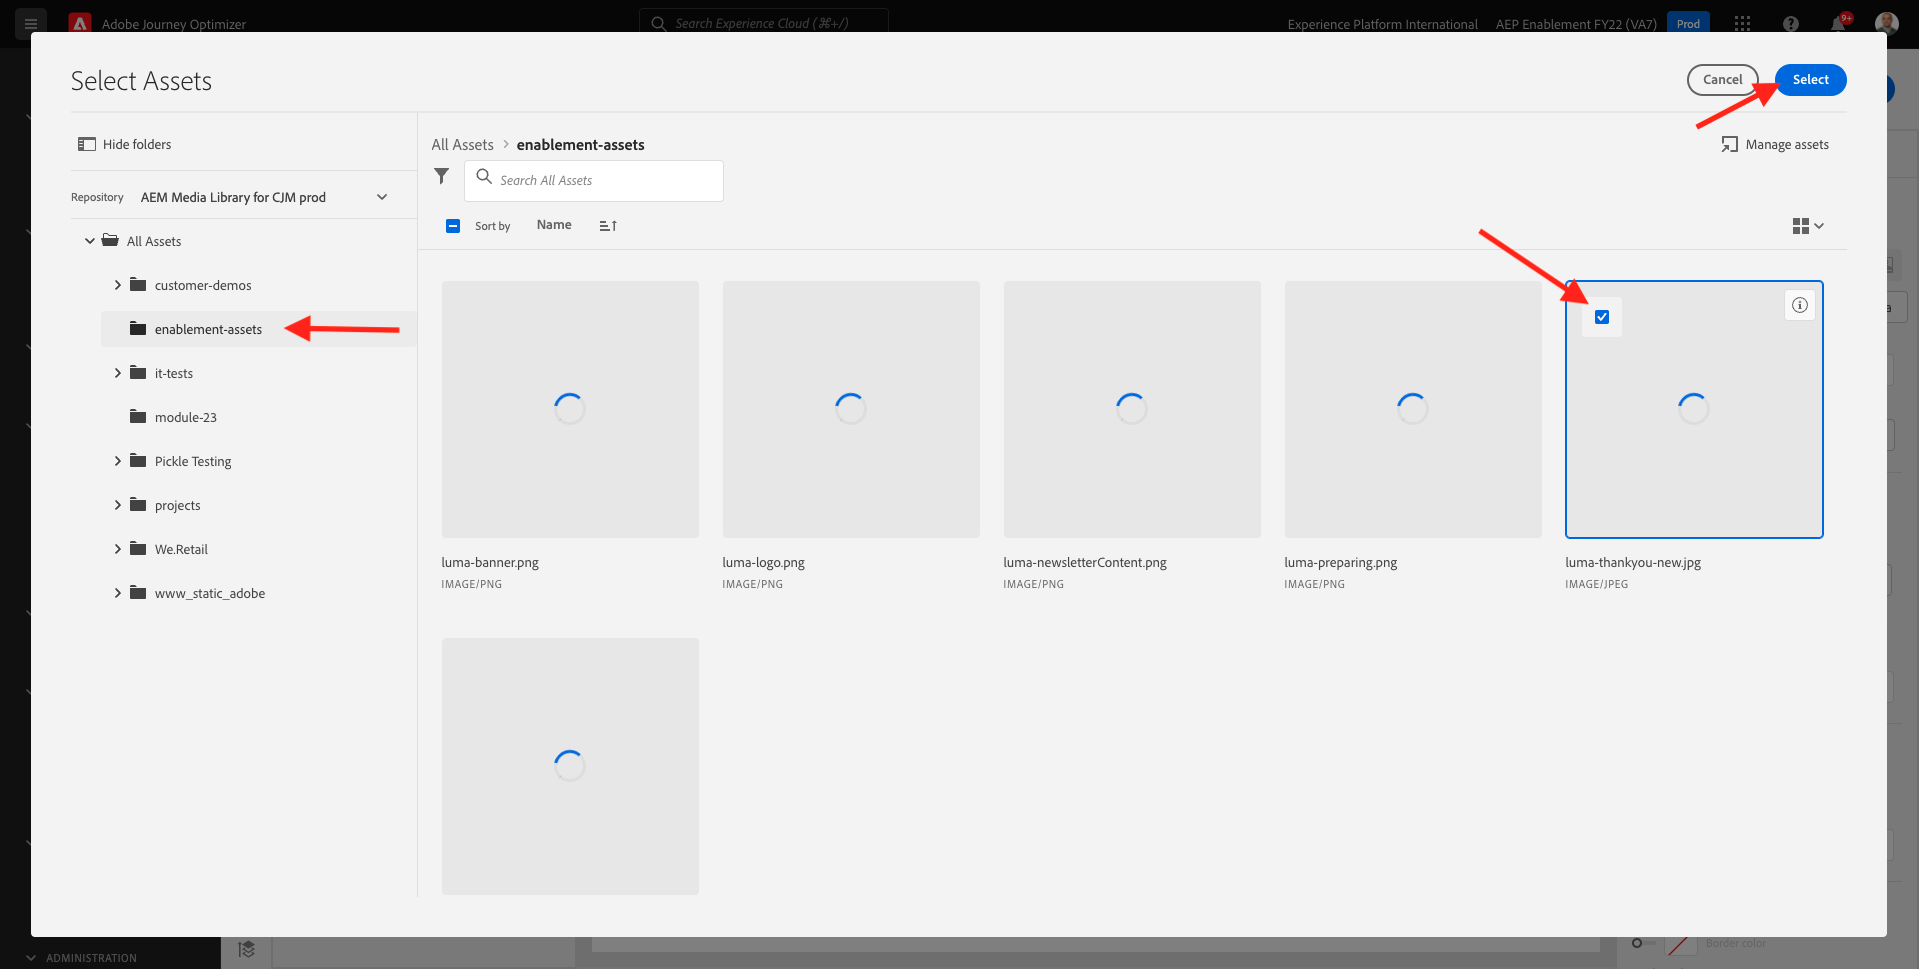 Adobe Journey Optimizer
Search Experience Cloud (⌘+/)
Experience Platform International
AEP Enablement FY22 (VA7)
Prod
9+
Select Assets
Cancel
Select
Hide folders
All Assets > enablement-assets
Manage assets
Search All Assets
Repository AEM Media Library for CJM prod
Sort by Name
All Assets
customer-demos
enablement-assets
it-tests
module-23
Pickle Testing
projects
We.Retail
www_static_adobe
luma-banner.png
IMAGE/PNG
luma-logo.png
IMAGE/PNG
luma-newsletterContent.png
IMAGE/PNG
luma-preparing.png
IMAGE/PNG
luma-thankyou-new.jpg
IMAGE/JPEG
ADMINISTRATION
Border color